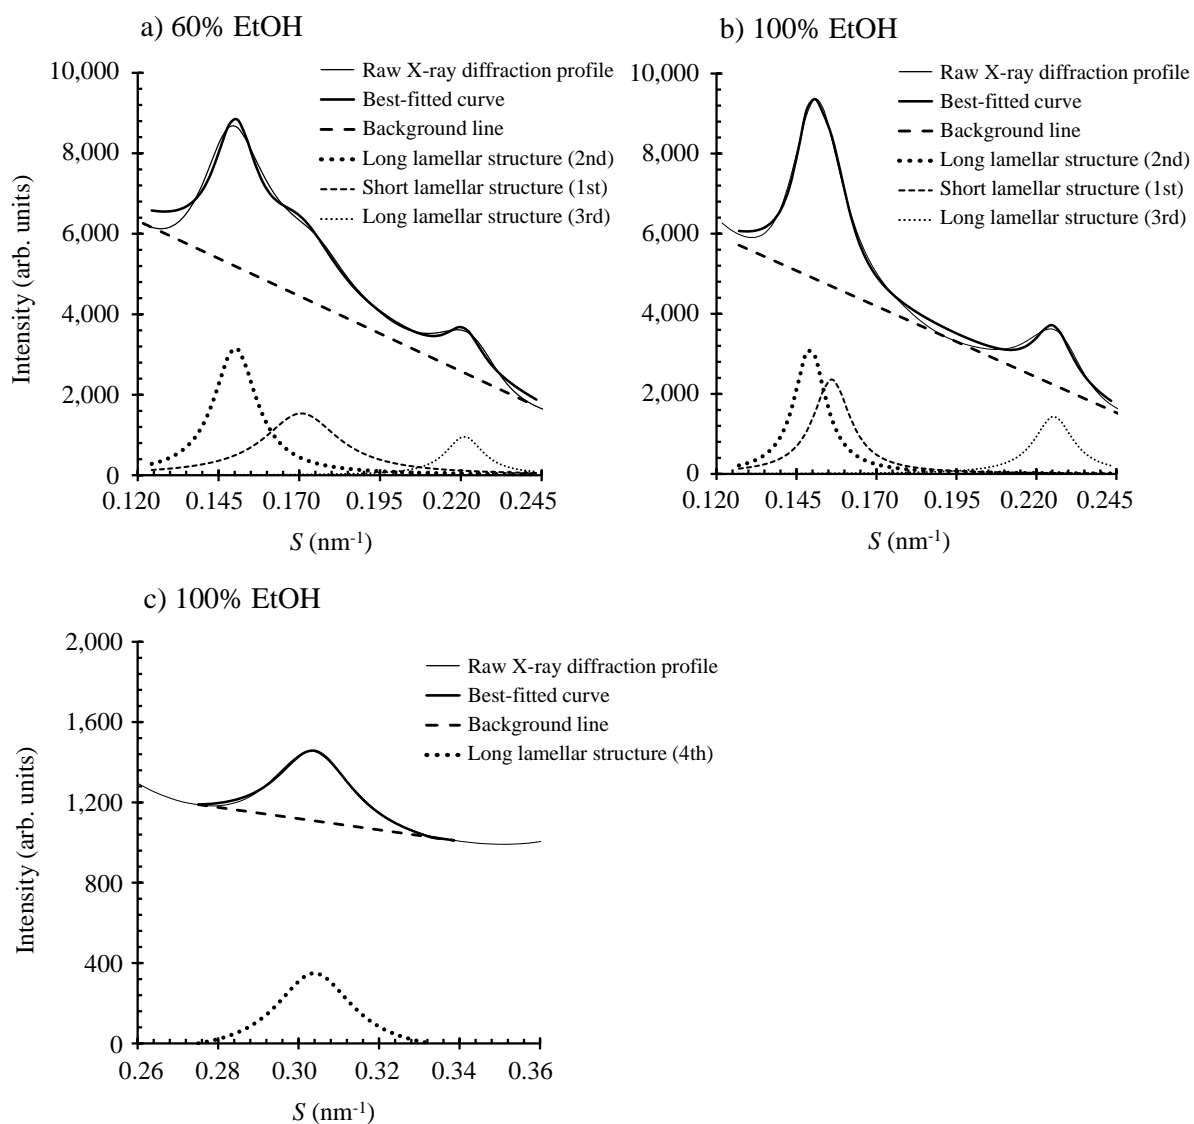 a) 60% EtOH
10,000
8,000
6,000
4,000
2,000
0
0.120 0.145 0.170 0.195 0.220 0.245
Intensity (arb. units)
S (nm-1)
Raw X-ray diffraction profile
Best-fitted curve
Background line
Long lamellar structure (2nd)
Short lamellar structure (1st)
Long lamellar structure (3rd)
b) 100% EtOH
10,000
8,000
6,000
4,000
2,000
0
0.120 0.145 0.170 0.195 0.220 0.245
S (nm-1)
Raw X-ray diffraction profile
Best-fitted curve
Background line
Long lamellar structure (2nd)
Short lamellar structure (1st)
Long lamellar structure (3rd)
c) 100% EtOH
2,000
1,600
1,200
800
400
0
0.26 0.28 0.30 0.32 0.34 0.36
Intensity (arb. units)
S (nm-1)
Raw X-ray diffraction profile
Best-fitted curve
Background line
Long lamellar structure (4th)